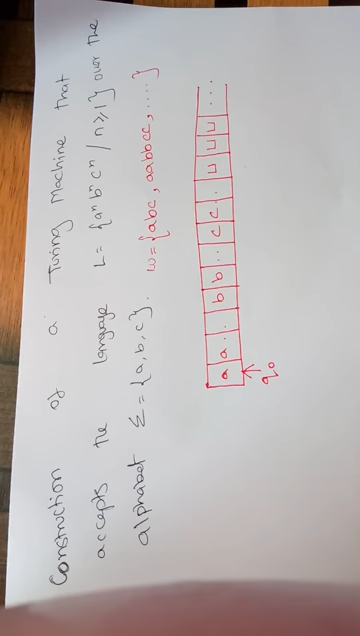 Construction of a Turing Machine that
accepts the language L = {aⁿbⁿcⁿ / n≥1} over the
alphabet Σ = {a, b, c}. w = {abc, aabbcc, ....}
a a . . b b . . c c . ⊔ ⊔ ⊔ ...
q₀